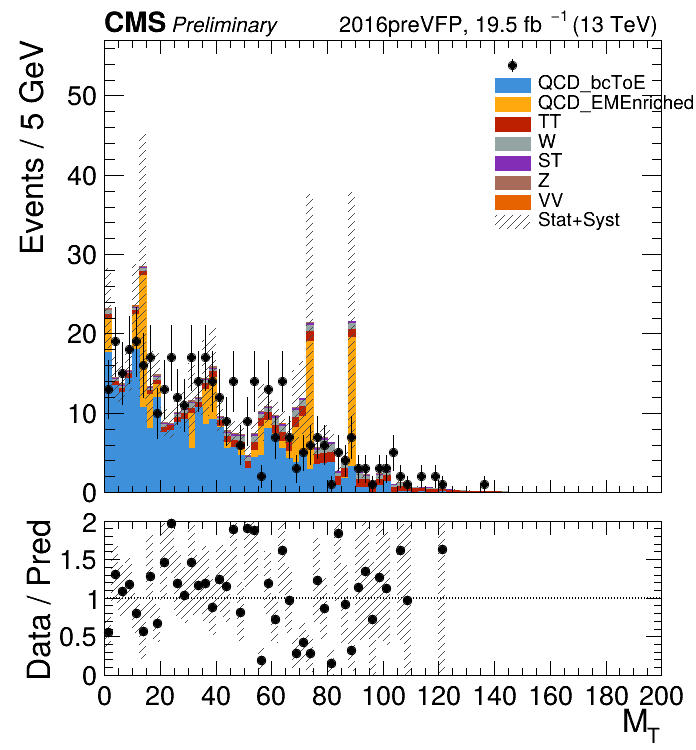 CMS Preliminary 2016preVFP, 19.5 fb⁻¹ (13 TeV)
Events / 5 GeV
50
40
30
20
10
0
QCD_bcToE
QCD_EMEnriched
TT
W
ST
Z
VV
Stat+Syst
Data / Pred
2
1.5
1
0.5
0
0 20 40 60 80 100 120 140 160 180 200
M_T